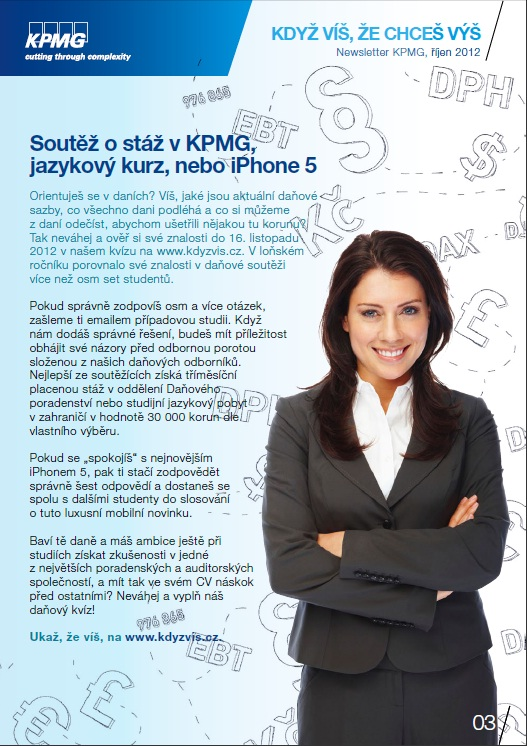 KPMG
cutting through complexity
KDYŽ VÍŠ, ŽE CHCEŠ VÝŠ
Newsletter KPMG, říjen 2012
976 865
EBT
§
DPH
$
Soutěž o stáž v KPMG,
jazykový kurz, nebo iPhone 5
Kč
DAX
£
Orientuješ se v daních? Víš, jaké jsou aktuální daňové
sazby, co všechno dani podléhá a co si můžeme
z daní odečíst, abychom ušetřili nějakou tu korunu?
Tak neváhej a ověř si své znalosti do 16. listopadu
2012 v našem kvízu na www.kdyzvis.cz. V loňském
ročníku porovnalo své znalosti v daňové soutěži
více než osm set studentů.
Pokud správně zodpovíš osm a více otázek,
zašleme ti emailem případovou studii. Když
nám dodáš správné řešení, budeš mít příležitost
obhájit své názory před odbornou porotou
složenou z našich daňových odborníků.
Nejlepší ze soutěžících získá tříměsíční
placenou stáž v oddělení Daňového
poradenství nebo studijní jazykový pobyt
v zahraničí v hodnotě 30 000 korun dle
vlastního výběru.
DPH
Pokud se „spokojíš“ s nejnovějším
iPhonem 5, pak ti stačí zodpovědět
správně šest odpovědí a dostaneš se
spolu s dalšími studenty do slosování
o tuto luxusní mobilní novinku.
Baví tě daně a máš ambice ještě při
studiích získat zkušenosti v jedné
z největších poradenských a auditorských
společností, a mít tak ve svém CV náskok
před ostatními? Neváhej a vyplň náš
daňový kvíz!
976 865
Ukaž, že víš, na www.kdyzvis.cz.
EBT
§
€
£
Kč
03